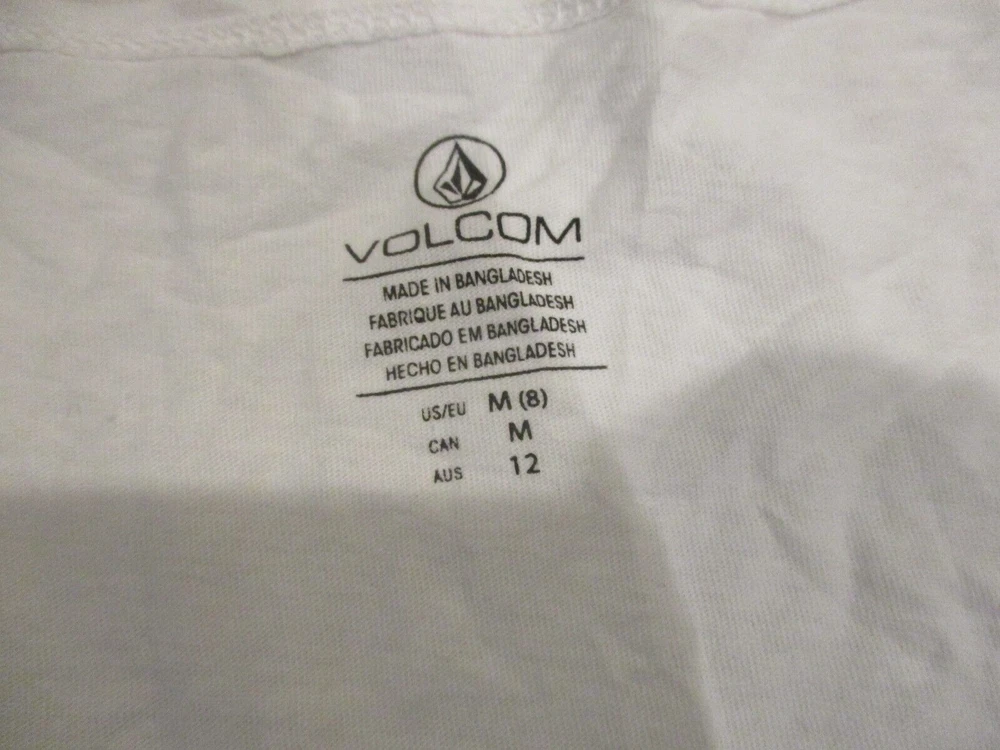 VOLCOM
MADE IN BANGLADESH
FABRIQUE AU BANGLADESH
FABRICADO EM BANGLADESH
HECHO EN BANGLADESH
US/EU M (8)
CAN M
AUS 12